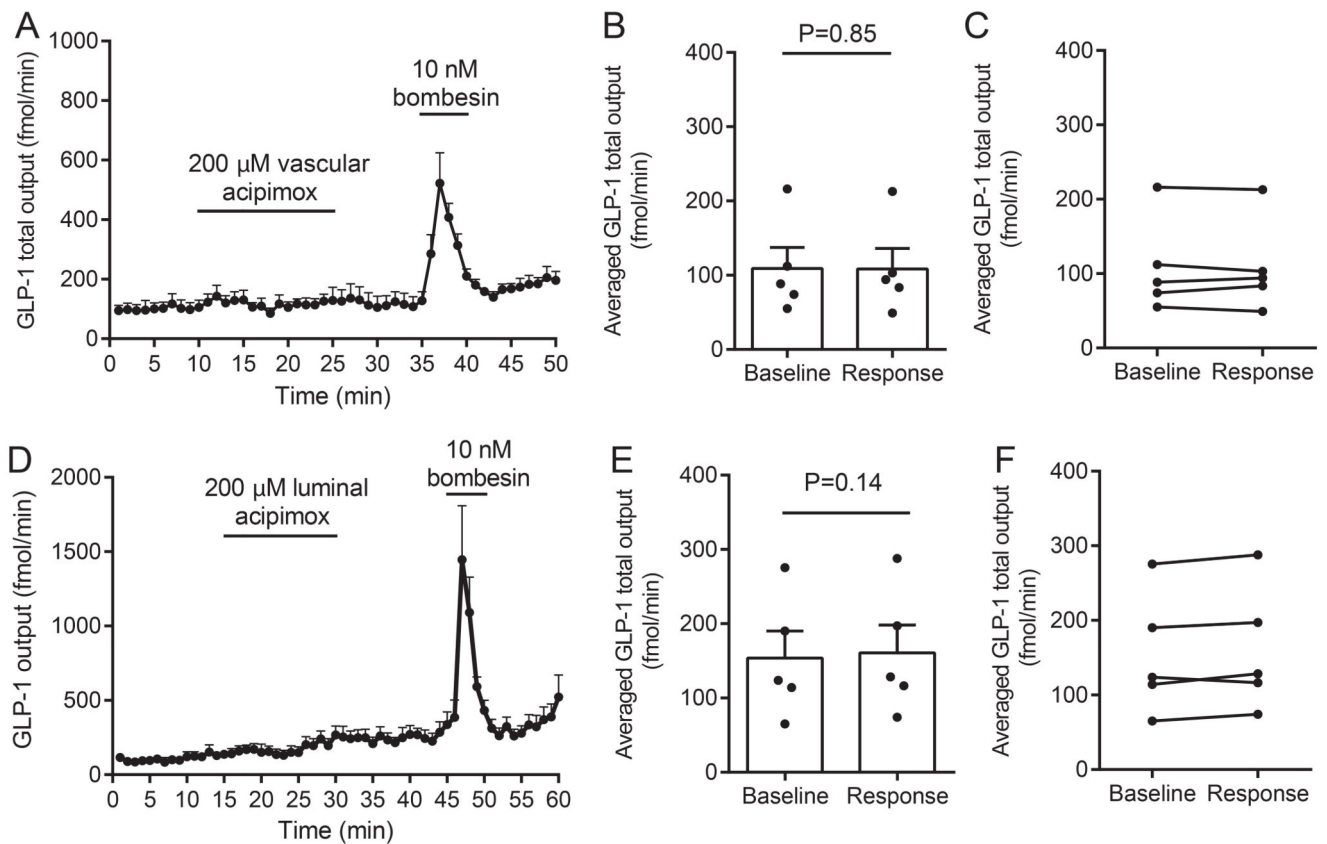 A
GLP-1 total output (fmol/min)
1000
800
600
400
200
0
200 µM vascular
acipimox
10 nM
bombesin
0 5 10 15 20 25 30 35 40 45 50
Time (min)
B
Averaged GLP-1 total output
(fmol/min)
400
300
200
100
0
P=0.85
Baseline Response
C
Averaged GLP-1 total output
(fmol/min)
400
300
200
100
0
Baseline Response
D
GLP-1 output (fmol/min)
2000
1500
1000
500
0
200 µM luminal
acipimox
10 nM
bombesin
0 5 10 15 20 25 30 35 40 45 50 55 60
Time (min)
E
Averaged GLP-1 total output
(fmol/min)
400
300
200
100
0
P=0.14
Baseline Response
F
Averaged GLP-1 total output
(fmol/min)
400
300
200
100
0
Baseline Response